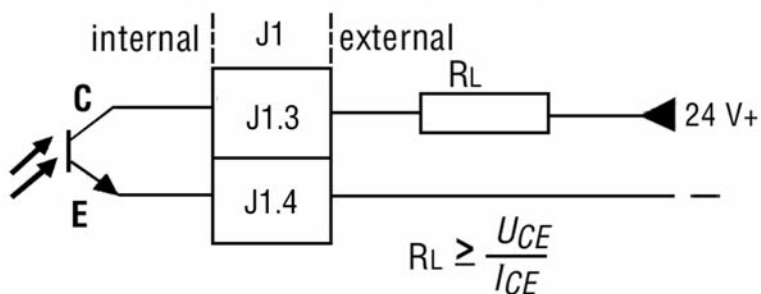 internal J1 external
RL
C
J1.3
24 V+
J1.4
E
RL ≥ UCE / ICE